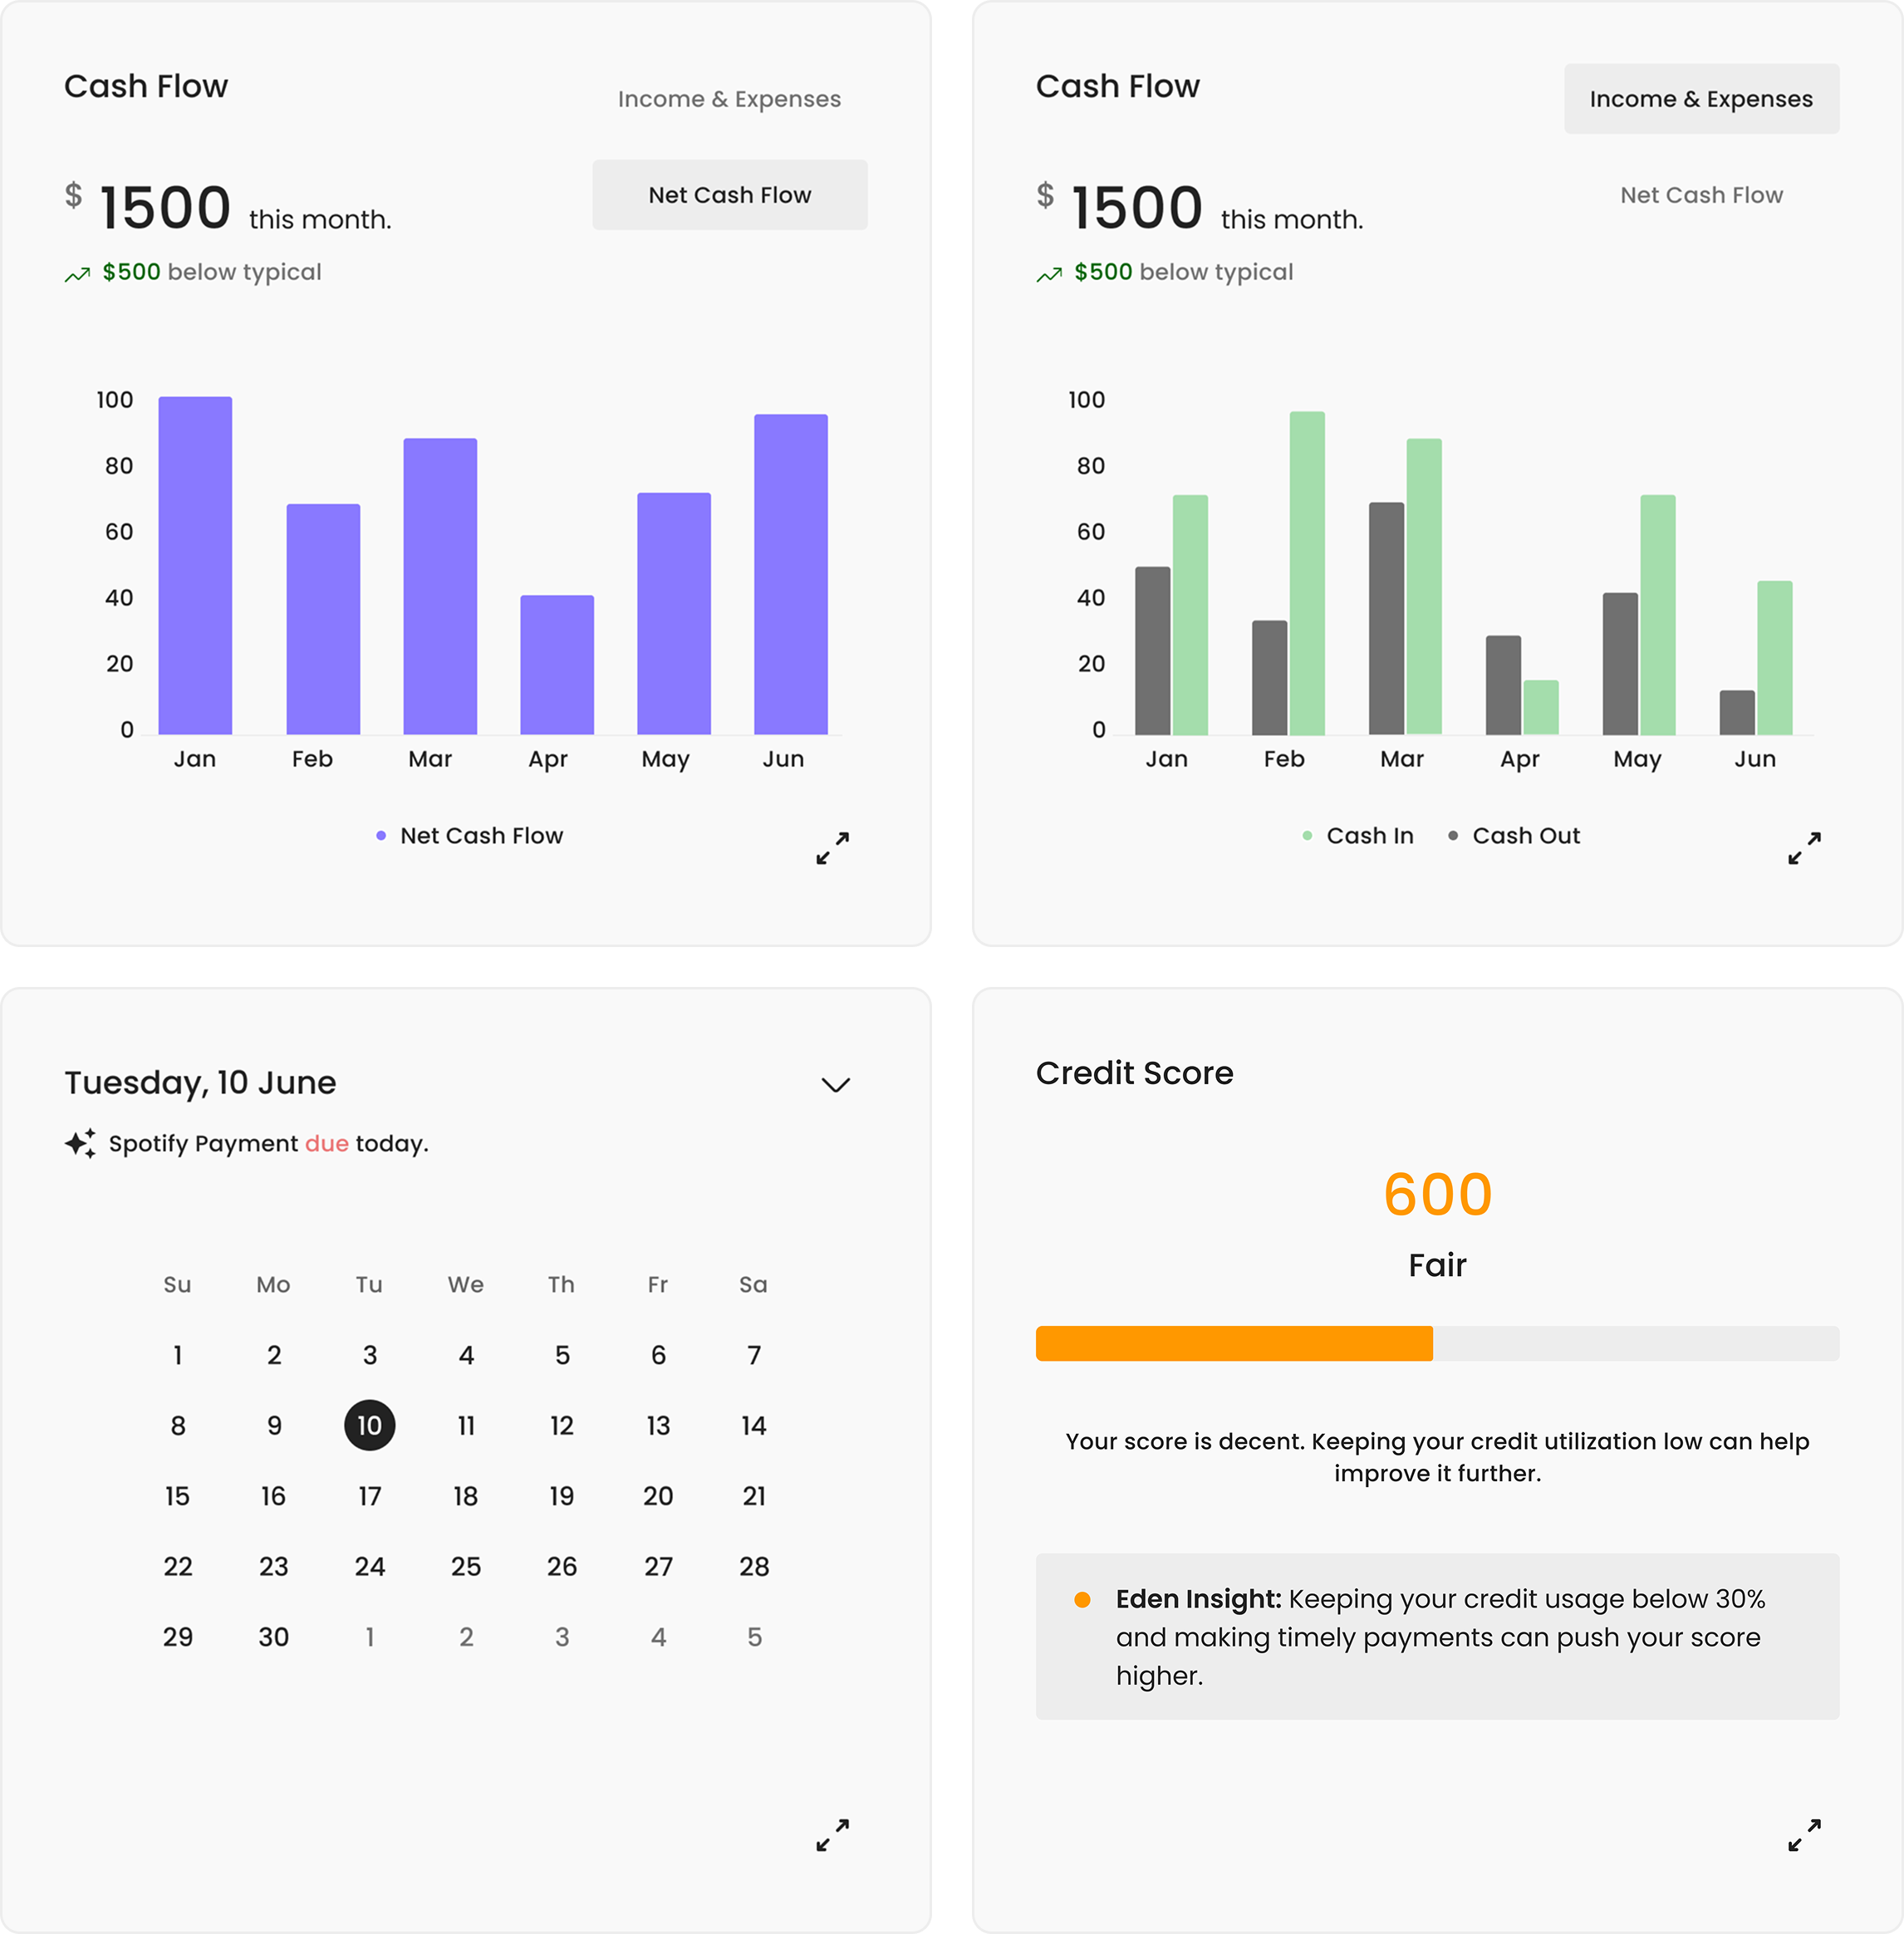 Cash Flow
Income & Expenses
$ 1500 this month.
Net Cash Flow
$500 below typical
100
80
60
40
20
0
Jan Feb Mar Apr May Jun
Net Cash Flow
Cash Flow
Income & Expenses
$ 1500 this month.
Net Cash Flow
$500 below typical
100
80
60
40
20
0
Jan Feb Mar Apr May Jun
Cash In Cash Out
Tuesday, 10 June
Spotify Payment due today.
Su Mo Tu We Th Fr Sa
1 2 3 4 5 6 7
8 9 10 11 12 13 14
15 16 17 18 19 20 21
22 23 24 25 26 27 28
29 30 1 2 3 4 5
Credit Score
600
Fair
Your score is decent. Keeping your credit utilization low can help
improve it further.
Eden Insight: Keeping your credit usage below 30%
and making timely payments can push your score
higher.